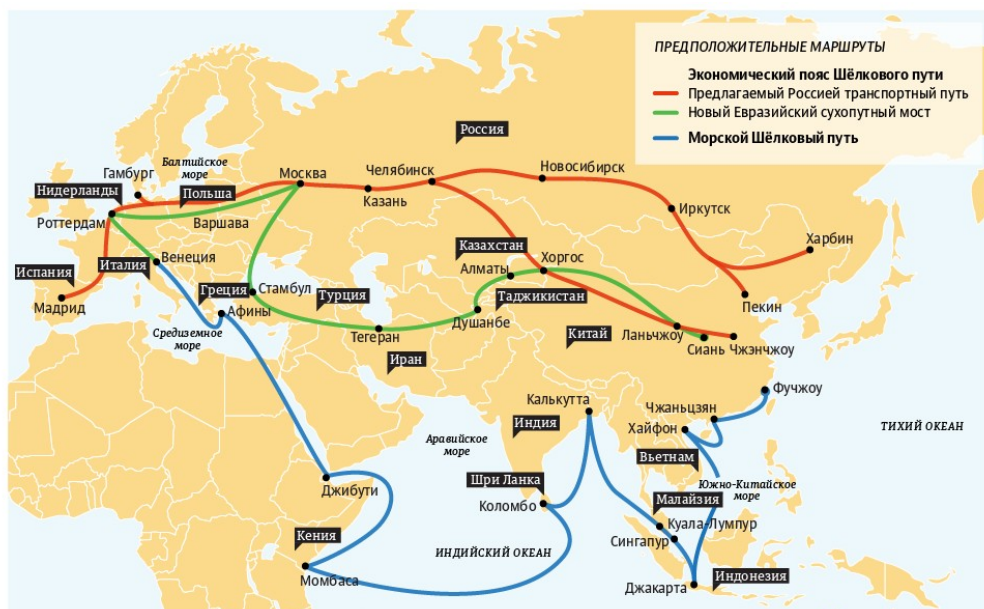 ПРЕДПОЛОЖИТЕЛЬНЫЕ МАРШРУТЫ
Экономический пояс Шёлкового пути
Предлагаемый Россией транспортный путь
Новый Евразийский сухопутный мост
Морской Шёлковый путь
Россия
Балтийское
море
Гамбург
Москва
Челябинск
Новосибирск
Нидерланды
Польша
Казань
Роттердам
Варшава
Иркутск
Харбин
Казахстан
Хоргос
Венеция
Италия
Алматы
Испания
Греция
Стамбул
Турция
Таджикистан
Мадрид
Афины
Душанбе
Пекин
Средиземное
море
Тегеран
Китай
Ланьчжоу
Сиань
Чжэнчжоу
Иран
Фучжоу
Калькутта
Чжаньцзян
Индия
Хайфон
ТИХИЙ ОКЕАН
Аравийское
море
Вьетнам
Шри Ланка
Южно-Китайское
море
Джибути
Коломбо
Малайзия
Куала-Лумпур
Кения
Сингапур
ИНДИЙСКИЙ ОКЕАН
Момбаса
Джакарта
Индонезия